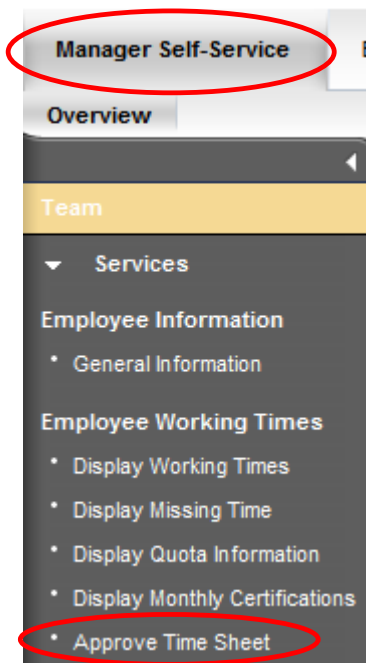 Manager Self-Service
Overview
Team
Services
Employee Information
General Information
Employee Working Times
Display Working Times
Display Missing Time
Display Quota Information
Display Monthly Certifications
Approve Time Sheet